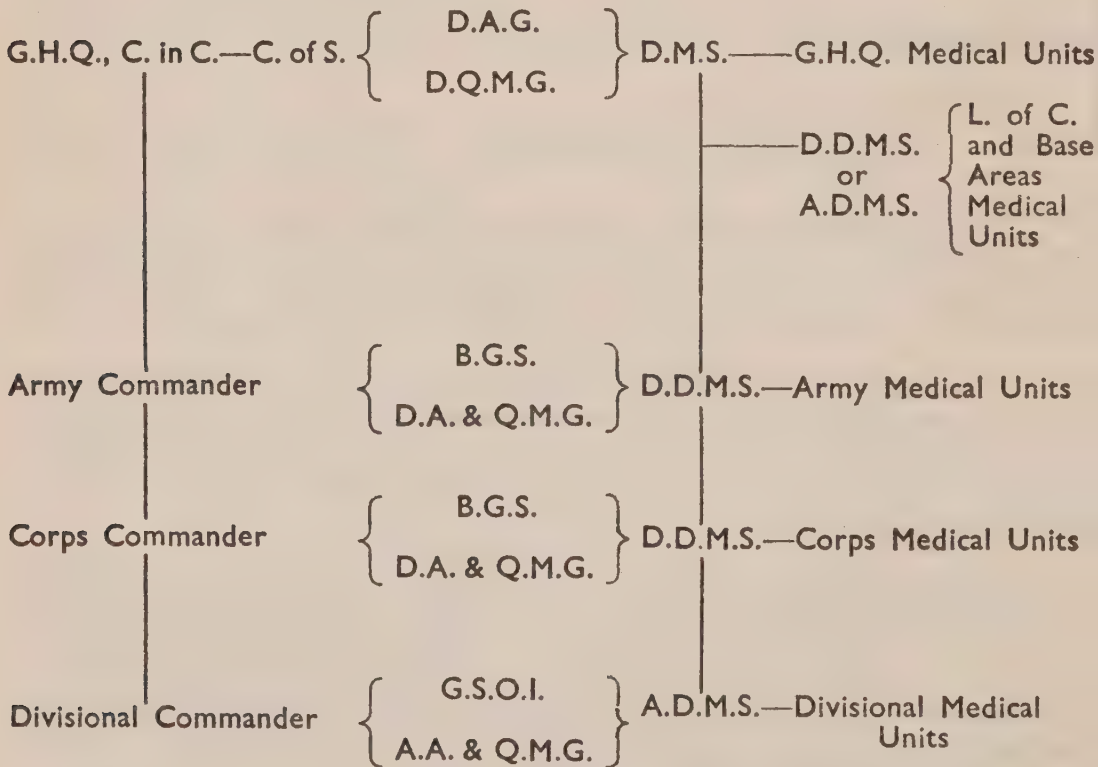 D.A.G.
G.H.Q., C. in C.—C. of S.
D.M.S.—G.H.Q. Medical Units
D.Q.M.G.
D.D.M.S.
or
A.D.M.S.
L. of C.
and Base
Areas
Medical
Units
B.G.S.
Army Commander
D.D.M.S.—Army Medical Units
D.A. & Q.M.G.
B.G.S.
Corps Commander
D.D.M.S.—Corps Medical Units
D.A. & Q.M.G.
G.S.O.I.
Divisional Commander
A.D.M.S.—Divisional Medical
Units
A.A. & Q.M.G.